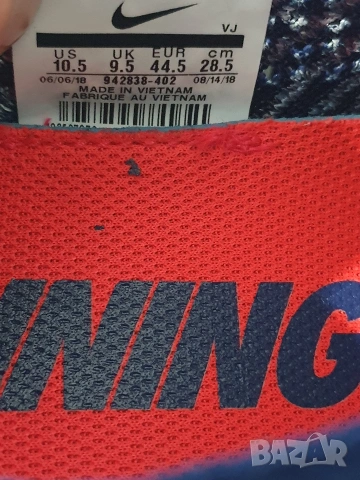 VJ
US UK EUR cm
10.5 9.5 44.5 28.5
06/06/18 942838-402 08/14/18
MADE IN VIETNAM
FABRIQUE AU VIETNAM
NNING
BAZAR